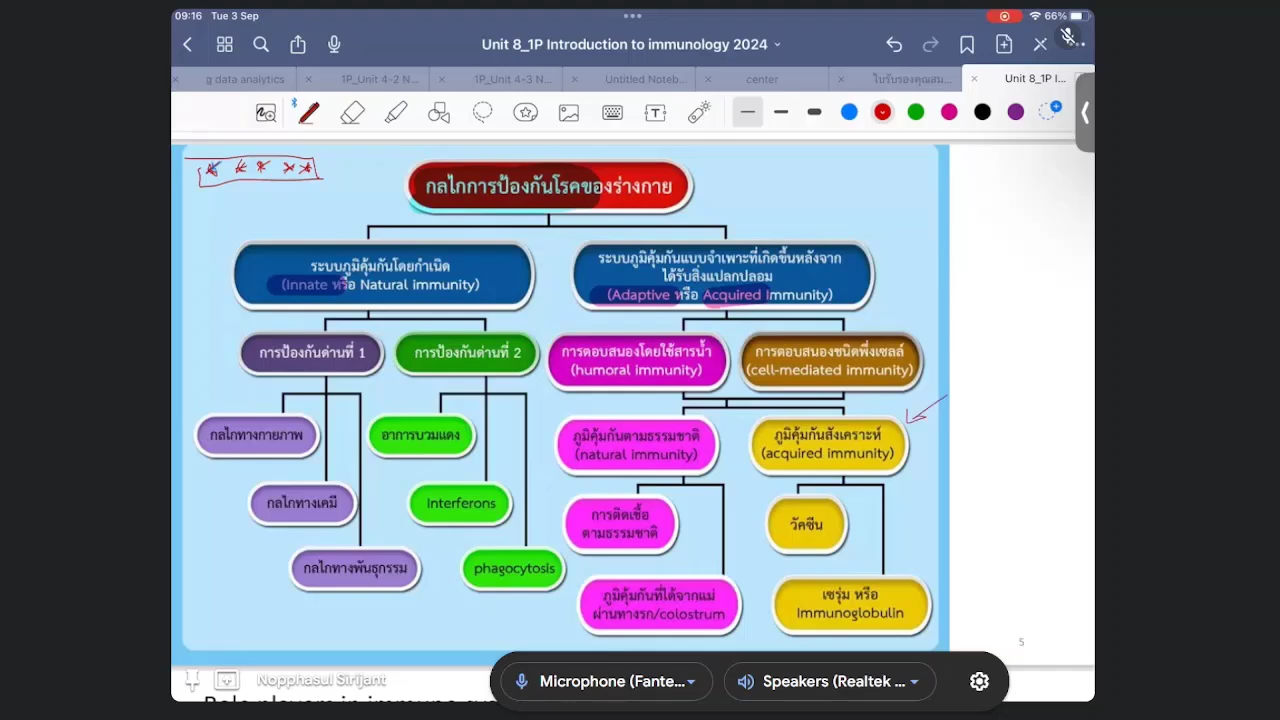 09:16 Tue 3 Sep
66%
Unit 8_1P Introduction to immunology 2024
g data analytics
1P_Unit 4-2 N...
1P_Unit 4-3 N...
Untitled Noteb...
center
ใบรับรองคุณสม...
Unit 8_1P I...
กลไกการป้องกันโรคของร่างกาย
ระบบภูมิคุ้มกันโดยกำเนิด
(Innate หรือ Natural immunity)
ระบบภูมิคุ้มกันแบบจำเพาะที่เกิดขึ้นหลังจาก
ได้รับสิ่งแปลกปลอม
(Adaptive หรือ Acquired Immunity)
การป้องกันด่านที่ 1
การป้องกันด่านที่ 2
การตอบสนองโดยใช้สารน้ำ
(humoral immunity)
การตอบสนองชนิดพึ่งเซลล์
(cell-mediated immunity)
กลไกทางกายภาพ
อาการบวมแดง
ภูมิคุ้มกันตามธรรมชาติ
(natural immunity)
ภูมิคุ้มกันสังเคราะห์
(acquired immunity)
กลไกทางเคมี
Interferons
การติดเชื้อ
ตามธรรมชาติ
วัคซีน
กลไกทางพันธุกรรม
phagocytosis
ภูมิคุ้มกันที่ได้จากแม่
ผ่านทางรก/colostrum
เซรุ่ม หรือ
Immunoglobulin
5
Nopphasul Sirijant
Microphone (Fante...
Speakers (Realtek ...